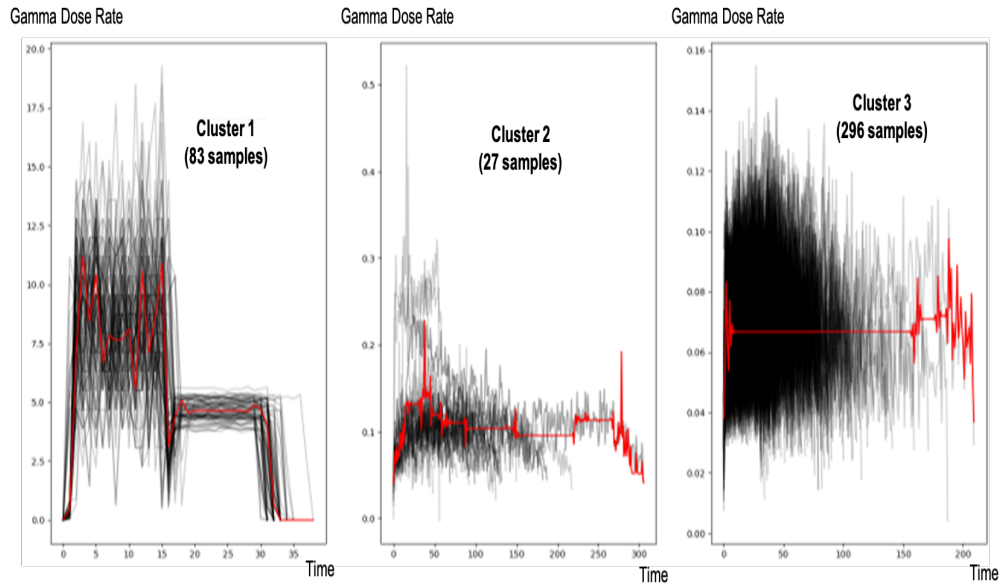 Gamma Dose Rate
20.0
17.5
15.0
12.5
10.0
7.5
5.0
2.5
0.0
Cluster 1
(83 samples)
0 5 10 15 20 25 30 35
Time
Gamma Dose Rate
0.5
0.4
0.3
0.2
0.1
0.0
Cluster 2
(27 samples)
0 50 100 150 200 250 300
Time
Gamma Dose Rate
0.16
0.14
0.12
0.10
0.08
0.06
0.04
0.02
0.00
Cluster 3
(296 samples)
0 50 100 150 200
Time